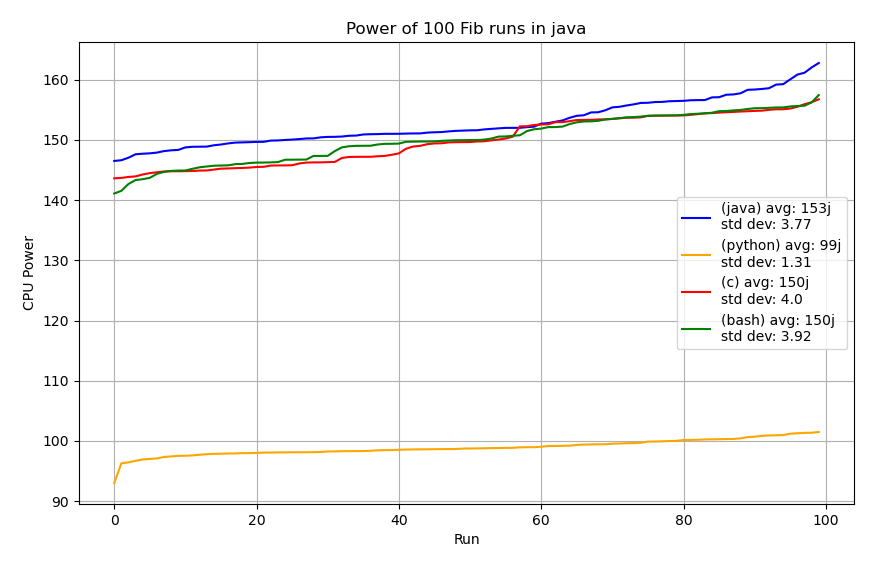 Power of 100 Fib runs in java
CPU Power
160
150
140
130
120
110
100
90
(java) avg: 153j
std dev: 3.77
(python) avg: 99j
std dev: 1.31
(c) avg: 150j
std dev: 4.0
(bash) avg: 150j
std dev: 3.92
0 20 40 60 80 100
Run